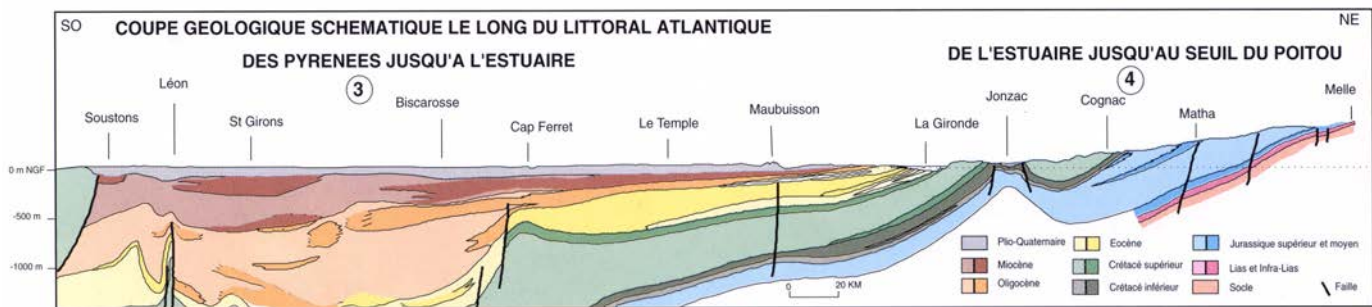 SO
NE
COUPE GEOLOGIQUE SCHEMATIQUE LE LONG DU LITTORAL ATLANTIQUE
DES PYRENEES JUSQU'A L'ESTUAIRE
3
DE L'ESTUAIRE JUSQU'AU SEUIL DU POITOU
4
Soustons
Léon
St Girons
Biscarosse
Cap Ferret
Le Temple
Maubuisson
La Gironde
Jonzac
Cognac
Matha
Melle
0 m NGF
-500 m
-1000 m
0 20 KM
Plio-Quaternaire
Miocène
Oligocène
Eocène
Crétacé supérieur
Crétacé inférieur
Jurassique supérieur et moyen
Lias et Infra-Lias
Socle
Faille